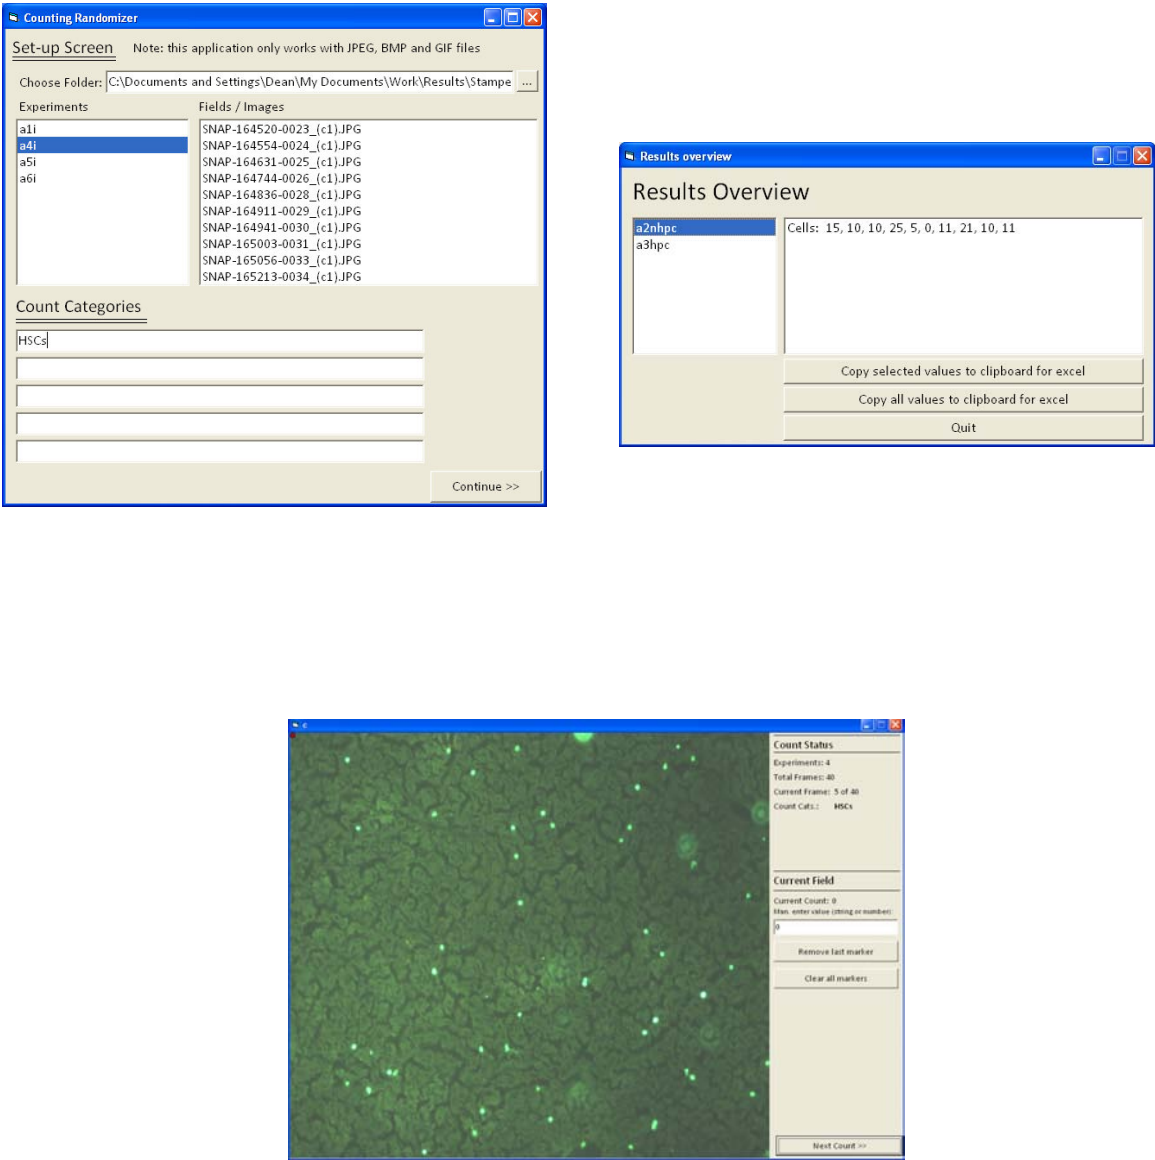 Counting Randomizer
Set-up Screen Note: this application only works with JPEG, BMP and GIF files
Choose Folder: C:\Documents and Settings\Dean\My Documents\Work\Results\Stampe ...
Experiments Fields / Images
a1i
a4i
a5i
a6i
SNAP-164520-0023_(c1).JPG
SNAP-164554-0024_(c1).JPG
SNAP-164631-0025_(c1).JPG
SNAP-164744-0026_(c1).JPG
SNAP-164836-0028_(c1).JPG
SNAP-164911-0029_(c1).JPG
SNAP-164941-0030_(c1).JPG
SNAP-165003-0031_(c1).JPG
SNAP-165056-0033_(c1).JPG
SNAP-165213-0034_(c1).JPG
Count Categories
HSCs
Continue >>
Results overview
Results Overview
a2nhpc
a3hpc
Cells: 15, 10, 10, 25, 5, 0, 11, 21, 10, 11
Copy selected values to clipboard for excel
Copy all values to clipboard for excel
Quit
c
Count Status
Experiments: 4
Total Frames: 40
Current Frame: 5 of 40
Count Cats.: HSCs
Current Field
Current Count: 0
Man. enter value (string or number):
0
Remove last marker
Clear all markers
Next Count >>